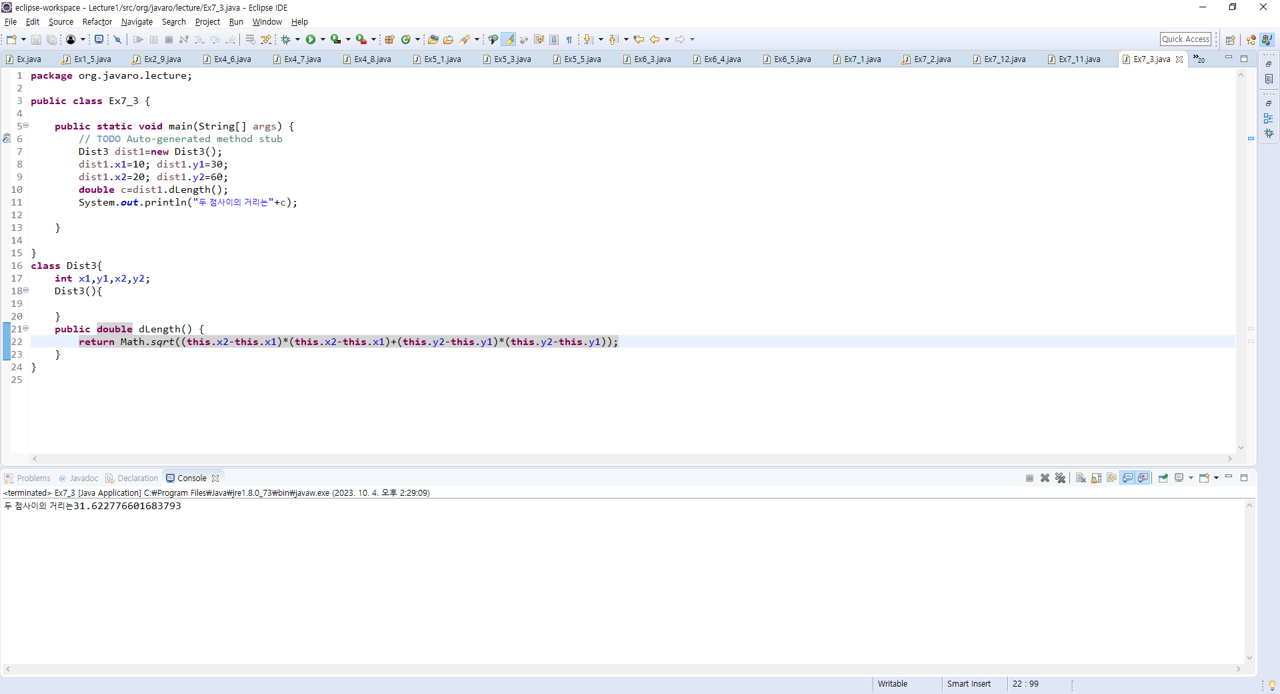 eclipse-workspace - Lecture1/src/org/javaro/lecture/Ex7_3.java - Eclipse IDE
File Edit Source Refactor Navigate Search Project Run Window Help
Quick Access
Ex.java Ex1_5.java Ex2_9.java Ex4_6.java Ex4_7.java Ex4_8.java Ex5_1.java Ex5_3.java Ex5_5.java Ex6_3.java Ex6_4.java Ex6_5.java Ex7_1.java Ex7_2.java Ex7_12.java Ex7_11.java Ex7_3.java »20
1 package org.javaro.lecture;
2
3 public class Ex7_3 {
4
5 public static void main(String[] args) {
6 // TODO Auto-generated method stub
7 Dist3 dist1=new Dist3();
8 dist1.x1=10; dist1.y1=30;
9 dist1.x2=20; dist1.y2=60;
10 double c=dist1.dLength();
11 System.out.println("두 점사이의 거리는"+c);
12
13 }
14
15 }
16 class Dist3{
17 int x1,y1,x2,y2;
18 Dist3(){
19
20 }
21 public double dLength() {
22 return Math.sqrt((this.x2-this.x1)*(this.x2-this.x1)+(this.y2-this.y1)*(this.y2-this.y1));
23 }
24 }
25
Problems Javadoc Declaration Console
<terminated> Ex7_3 [Java Application] C:₩Program Files₩Java₩jre1.8.0_73₩bin₩javaw.exe (2023. 10. 4. 오후 2:29:09)
두 점사이의 거리는31.622776601683793
Writable Smart Insert 22 : 99